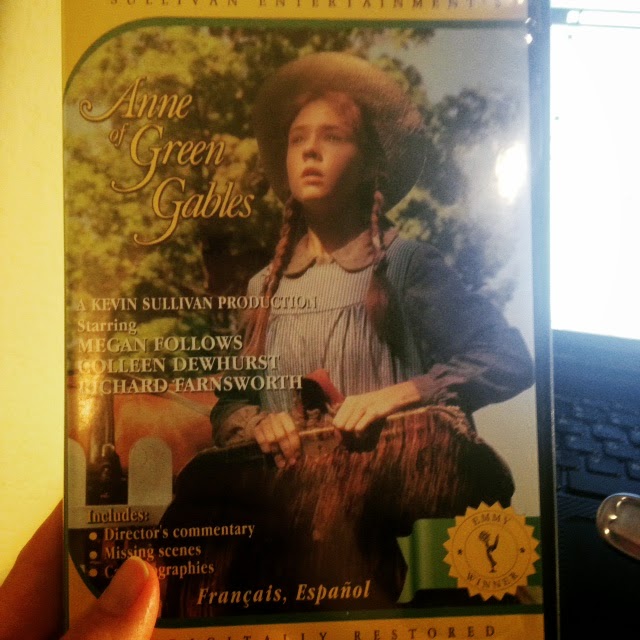 SULLIVAN ENTERTAINMENT'S
Anne
of Green
Gables
A KEVIN SULLIVAN PRODUCTION
Starring
MEGAN FOLLOWS
COLLEEN DEWHURST
RICHARD FARNSWORTH
Includes:
• Director's commentary
• Missing scenes
Français, Español
EMMY
WINNER
DIGITALLY RESTORED